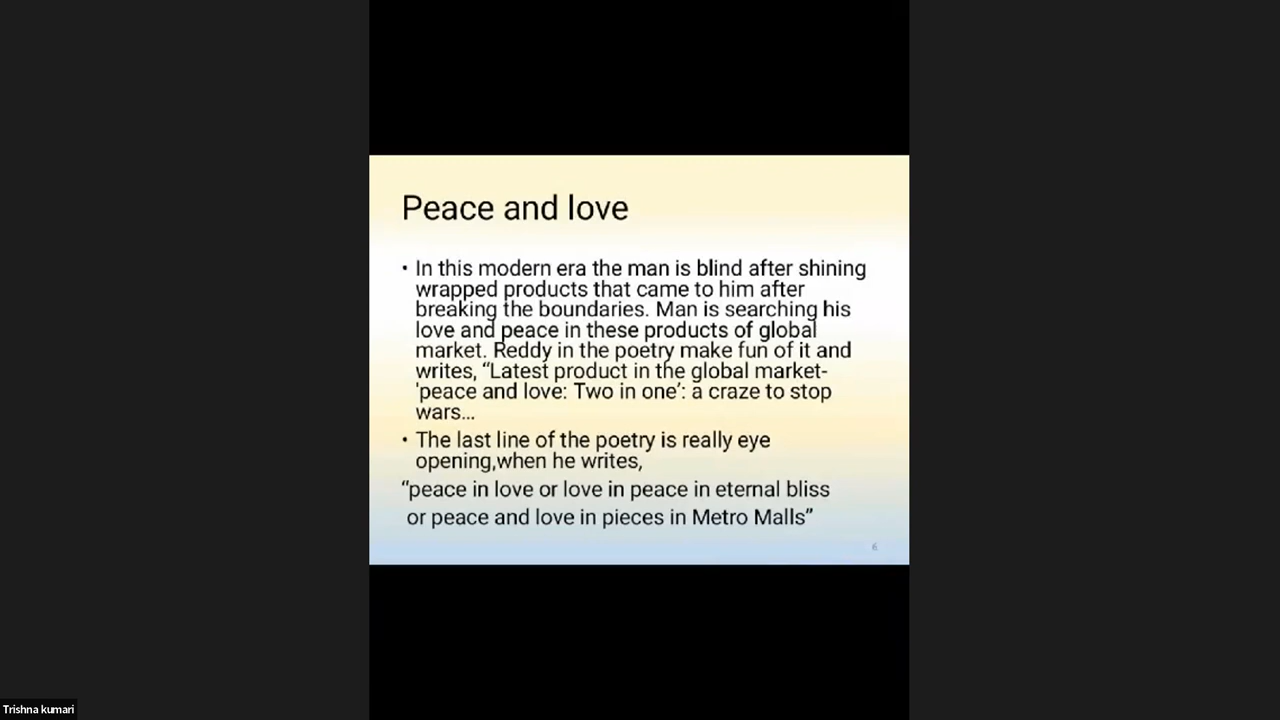 Peace and love
• In this modern era the man is blind after shining
wrapped products that came to him after
breaking the boundaries. Man is searching his
love and peace in these products of global
market. Reddy in the poetry make fun of it and
writes, “Latest product in the global market-
'peace and love: Two in one’: a craze to stop
wars...
• The last line of the poetry is really eye
opening,when he writes,
“peace in love or love in peace in eternal bliss
or peace and love in pieces in Metro Malls”
6
Trishna kumari